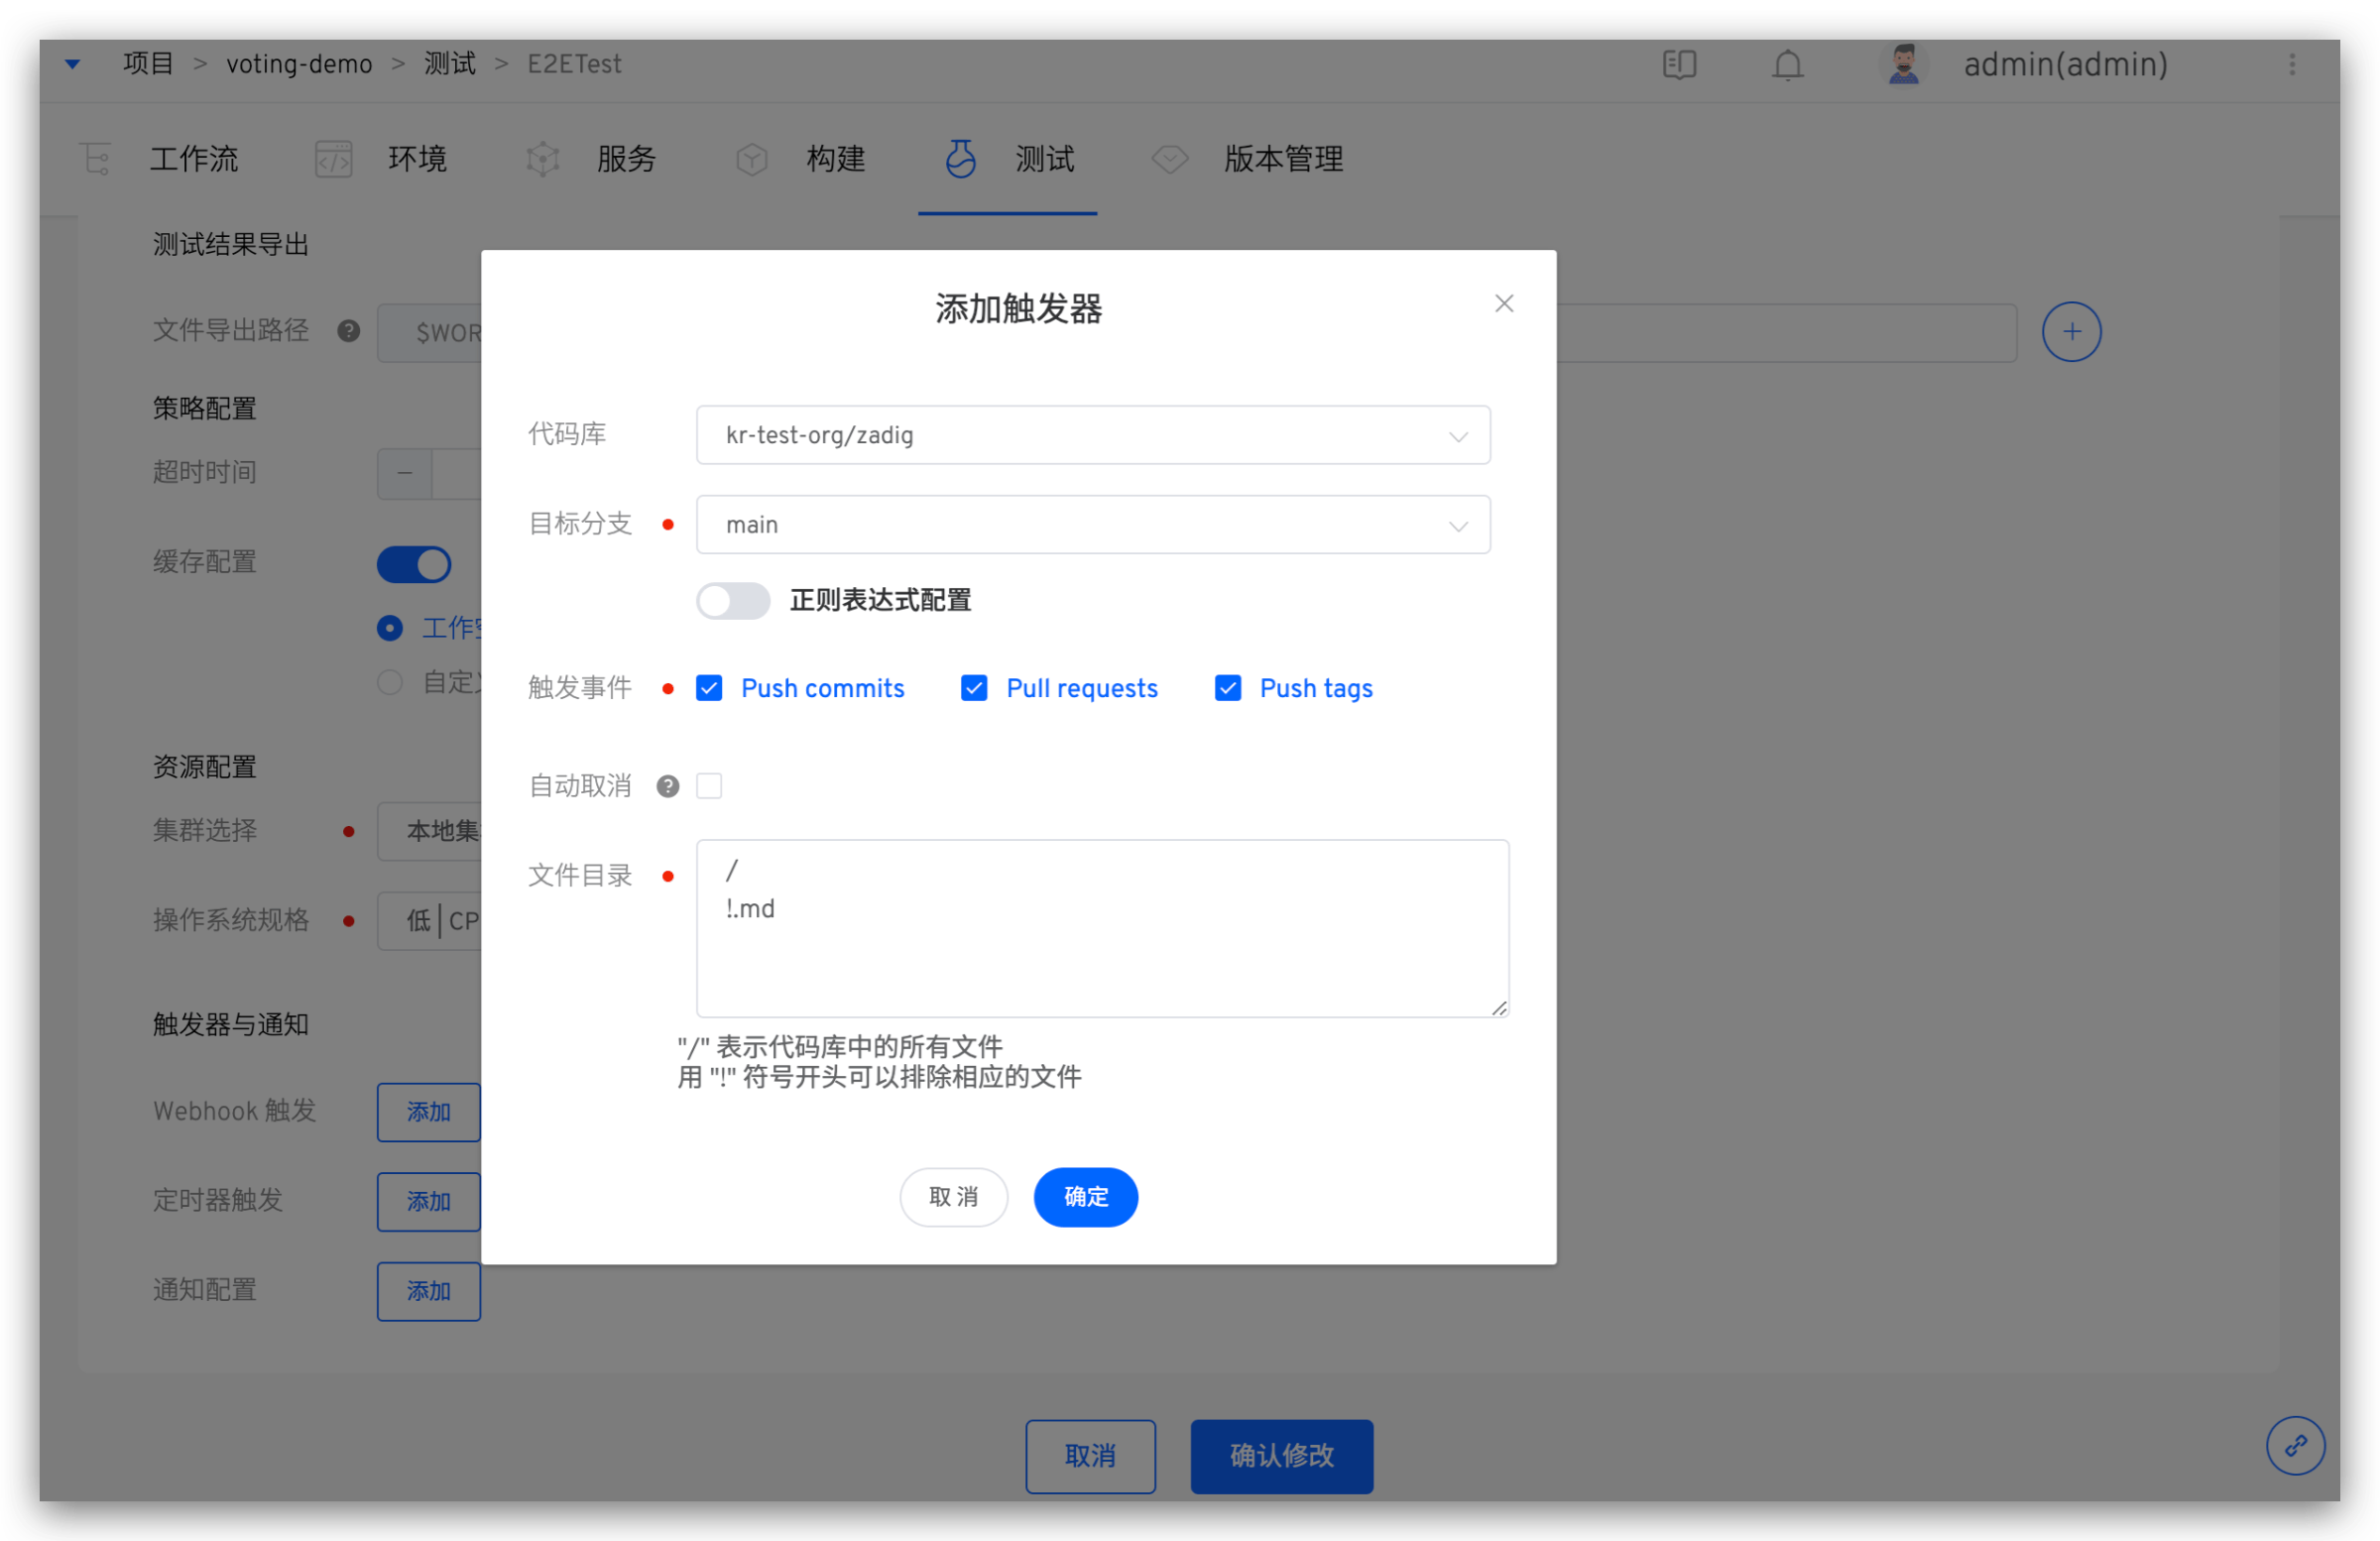 项目 > voting-demo > 测试 > E2ETest
admin(admin)
工作流 环境 服务 构建 测试 版本管理
测试结果导出
文件导出路径 $WOR
策略配置
超时时间
缓存配置
工作
自定
资源配置
集群选择 本地集
操作系统规格 低 | CP
触发器与通知
Webhook 触发 添加
定时器触发 添加
通知配置 添加
取消 确认修改
添加触发器
代码库 kr-test-org/zadig
目标分支 main
正则表达式配置
触发事件 Push commits Pull requests Push tags
自动取消
文件目录 /
!.md
"/" 表示代码库中的所有文件
用 "!" 符号开头可以排除相应的文件
取 消 确定